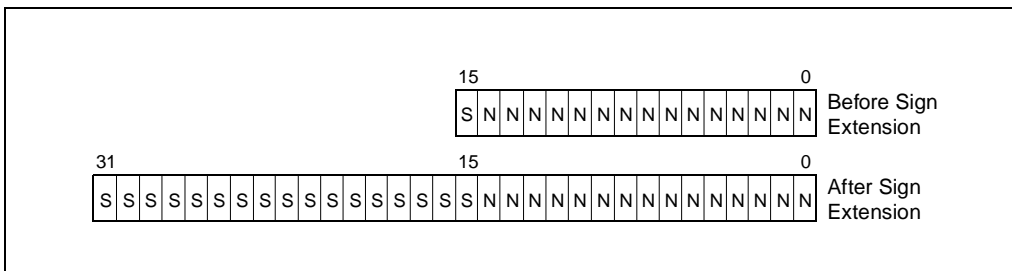 15 0
S N N N N N N N N N N N N N N N
Before Sign
Extension
31 15 0
S S S S S S S S S S S S S S S S S N N N N N N N N N N N N N N N
After Sign
Extension